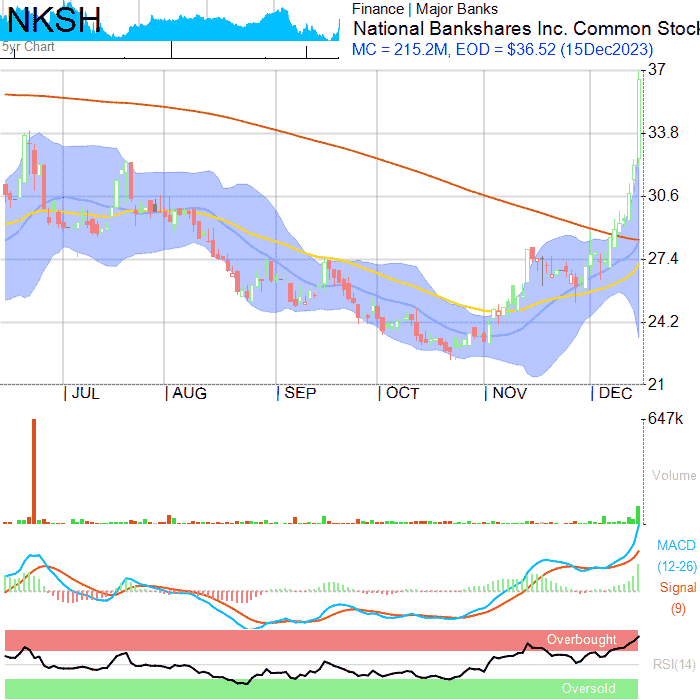 NKSH
5yr Chart
Finance | Major Banks
National Bankshares Inc. Common Stock
MC = 215.2M, EOD = $36.52 (15Dec2023)
37
33.8
30.6
27.4
24.2
21
JUL AUG SEP OCT NOV DEC
647k
Volume
MACD
(12-26)
Signal
(9)
Overbought
RSI(14)
Oversold